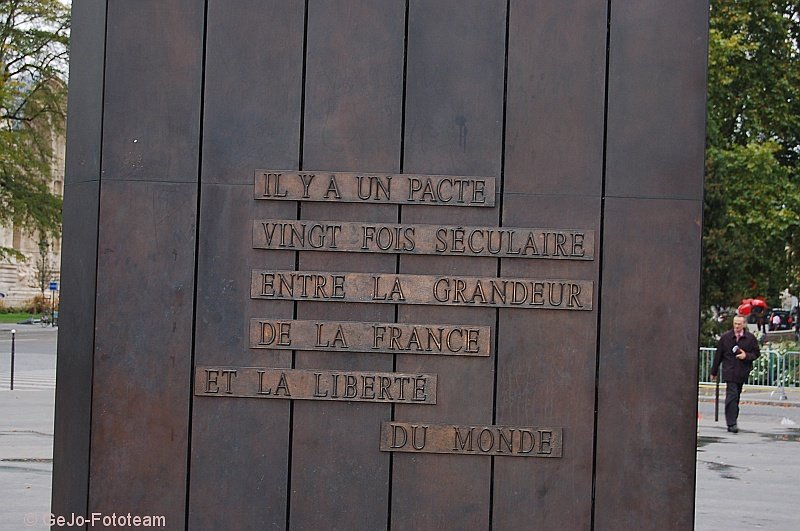 IL Y A UN PACTE
VINGT FOIS SÉCULAIRE
ENTRE LA GRANDEUR
DE LA FRANCE
ET LA LIBERTÉ
DU MONDE
© GeJo-Fototeam